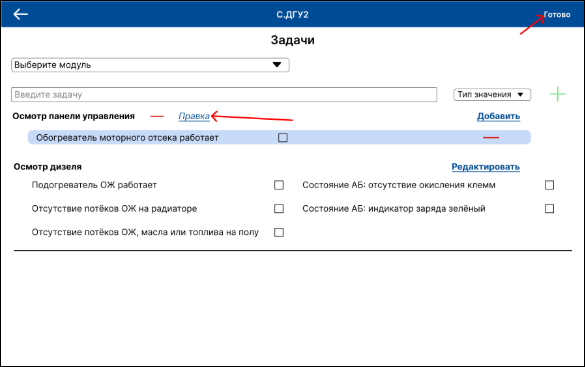 С.ДГУ2 Готово
Задачи
Выберите модуль
Введите задачу Тип значения
Осмотр панели управления Правка Добавить
Обогреватель моторного отсека работает
Осмотр дизеля Редактировать
Подогреватель ОЖ работает Состояние АБ: отсутствие окисления клемм
Отсутствие потёков ОЖ на радиаторе Состояние АБ: индикатор заряда зелёный
Отсутствие потёков ОЖ, масла или топлива на полу